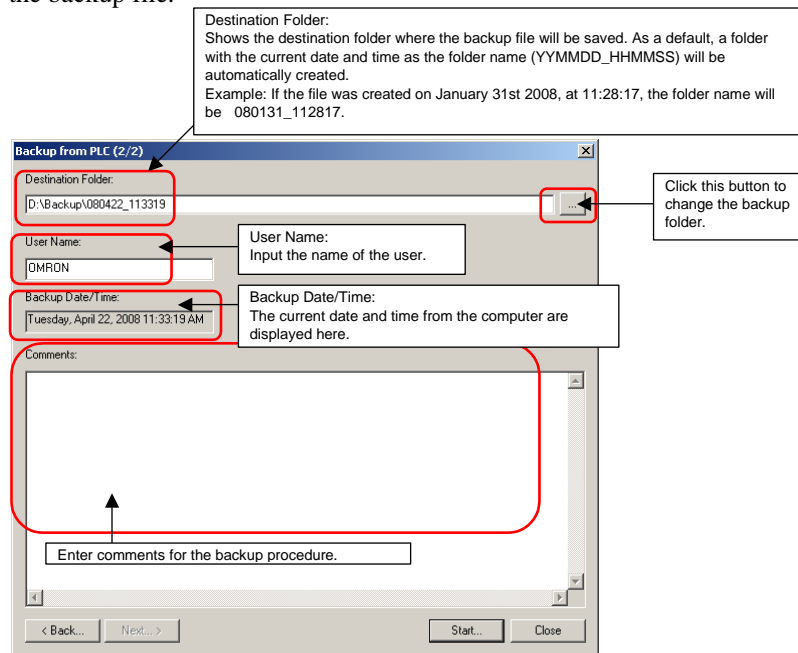 the backup file.
Destination Folder:
Shows the destination folder where the backup file will be saved. As a default, a folder
with the current date and time as the folder name (YYMMDD_HHMMSS) will be
automatically created.
Example: If the file was created on January 31st 2008, at 11:28:17, the folder name will
be 080131_112817.
Backup from PLC (2/2)
Destination Folder:
D:\Backup\080422_113319
...
Click this button to
change the backup
folder.
User Name:
OMRON
User Name:
Input the name of the user.
Backup Date/Time:
Tuesday, April 22, 2008 11:33:19 AM
Backup Date/Time:
The current date and time from the computer are
displayed here.
Comments:
Enter comments for the backup procedure.
< Back...
Next... >
Start...
Close